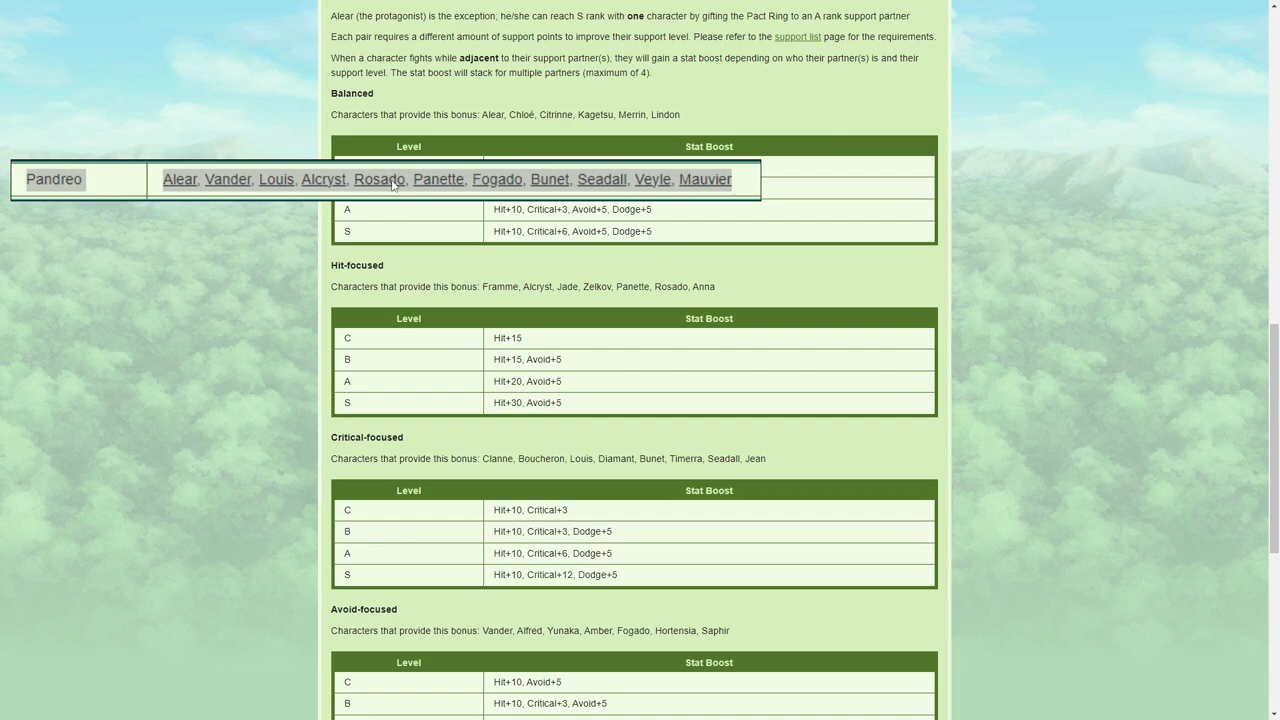 Alear (the protagonist) is the exception; he/she can reach S rank with one character by gifting the Pact Ring to an A rank support partner
Each pair requires a different amount of support points to improve their support level. Please refer to the support list page for the requirements.
When a character fights while adjacent to their support partner(s), they will gain a stat boost depending on who their partner(s) is and their
support level. The stat boost will stack for multiple partners (maximum of 4).
Balanced
Characters that provide this bonus: Alear, Chloé, Citrinne, Kagetsu, Merrin, Lindon
Level Stat Boost
Pandreo Alear, Vander, Louis, Alcryst, Rosado, Panette, Fogado, Bunet, Seadall, Veyle, Mauvier
A Hit+10, Critical+3, Avoid+5, Dodge+5
S Hit+10, Critical+6, Avoid+5, Dodge+5
Hit-focused
Characters that provide this bonus: Framme, Alcryst, Jade, Zelkov, Panette, Rosado, Anna
Level Stat Boost
C Hit+15
B Hit+15, Avoid+5
A Hit+20, Avoid+5
S Hit+30, Avoid+5
Critical-focused
Characters that provide this bonus: Clanne, Boucheron, Louis, Diamant, Bunet, Timerra, Seadall, Jean
Level Stat Boost
C Hit+10, Critical+3
B Hit+10, Critical+3, Dodge+5
A Hit+10, Critical+6, Dodge+5
S Hit+10, Critical+12, Dodge+5
Avoid-focused
Characters that provide this bonus: Vander, Alfred, Yunaka, Amber, Fogado, Hortensia, Saphir
Level Stat Boost
C Hit+10, Avoid+5
B Hit+10, Critical+3, Avoid+5